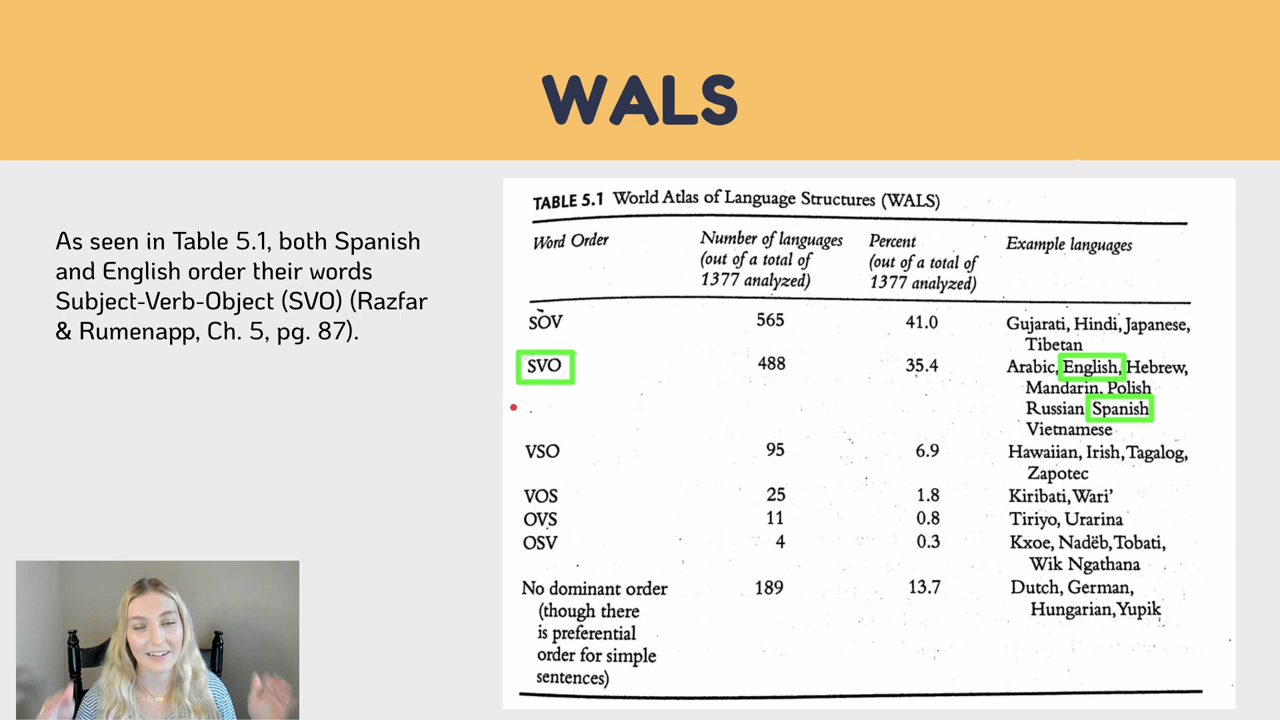 WALS
As seen in Table 5.1, both Spanish
and English order their words
Subject-Verb-Object (SVO) (Razfar
& Rumenapp, Ch. 5, pg. 87).
TABLE 5.1 World Atlas of Language Structures (WALS)
Word Order Number of languages Percent Example languages
(out of a total of (out of a total of
1377 analyzed) 1377 analyzed)
SOV 565 41.0 Gujarati, Hindi, Japanese,
Tibetan
SVO 488 35.4 Arabic, English, Hebrew,
Mandarin, Polish
Russian Spanish
Vietnamese
VSO 95 6.9 Hawaiian, Irish, Tagalog,
Zapotec
VOS 25 1.8 Kiribati, Wari'
OVS 11 0.8 Tiriyo, Urarina
OSV 4 0.3 Kxoe, Nadëb, Tobati,
Wik Ngathana
No dominant order 189 13.7 Dutch, German,
(though there Hungarian, Yupik
is preferential
order for simple
sentences)